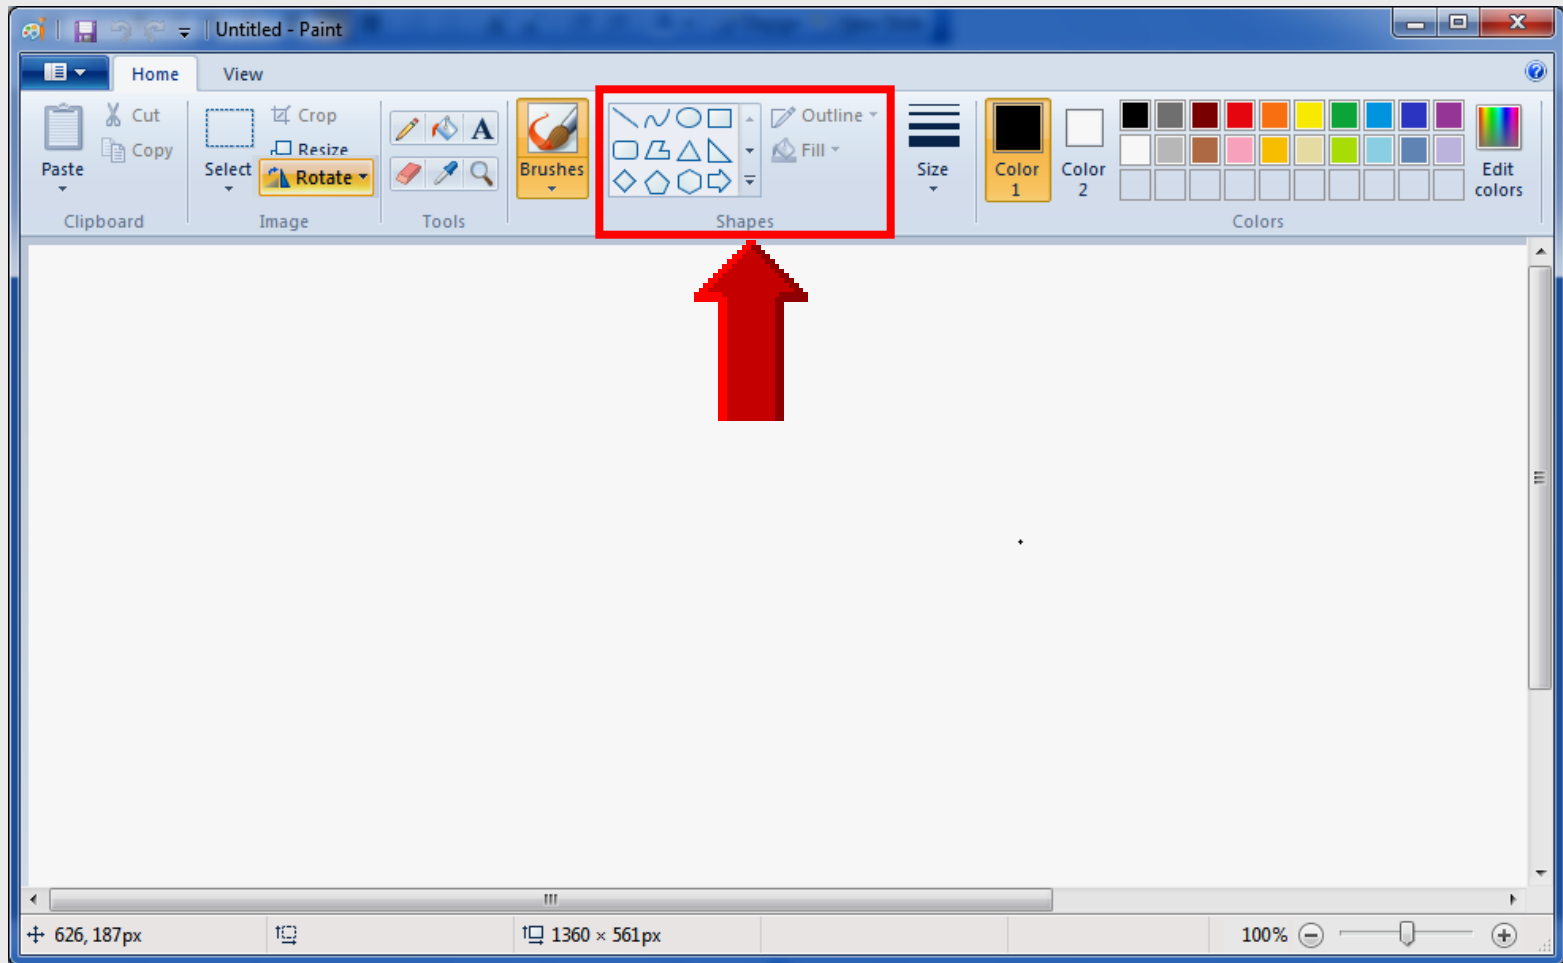 Untitled - Paint
Home View
Cut
Copy
Paste
Clipboard
Select
Crop
Resize
Rotate
Image
A
Tools
Brushes
Outline
Fill
Shapes
Size
Color 1
Color 2
Edit colors
Colors
626, 187px
1360 × 561px
100%